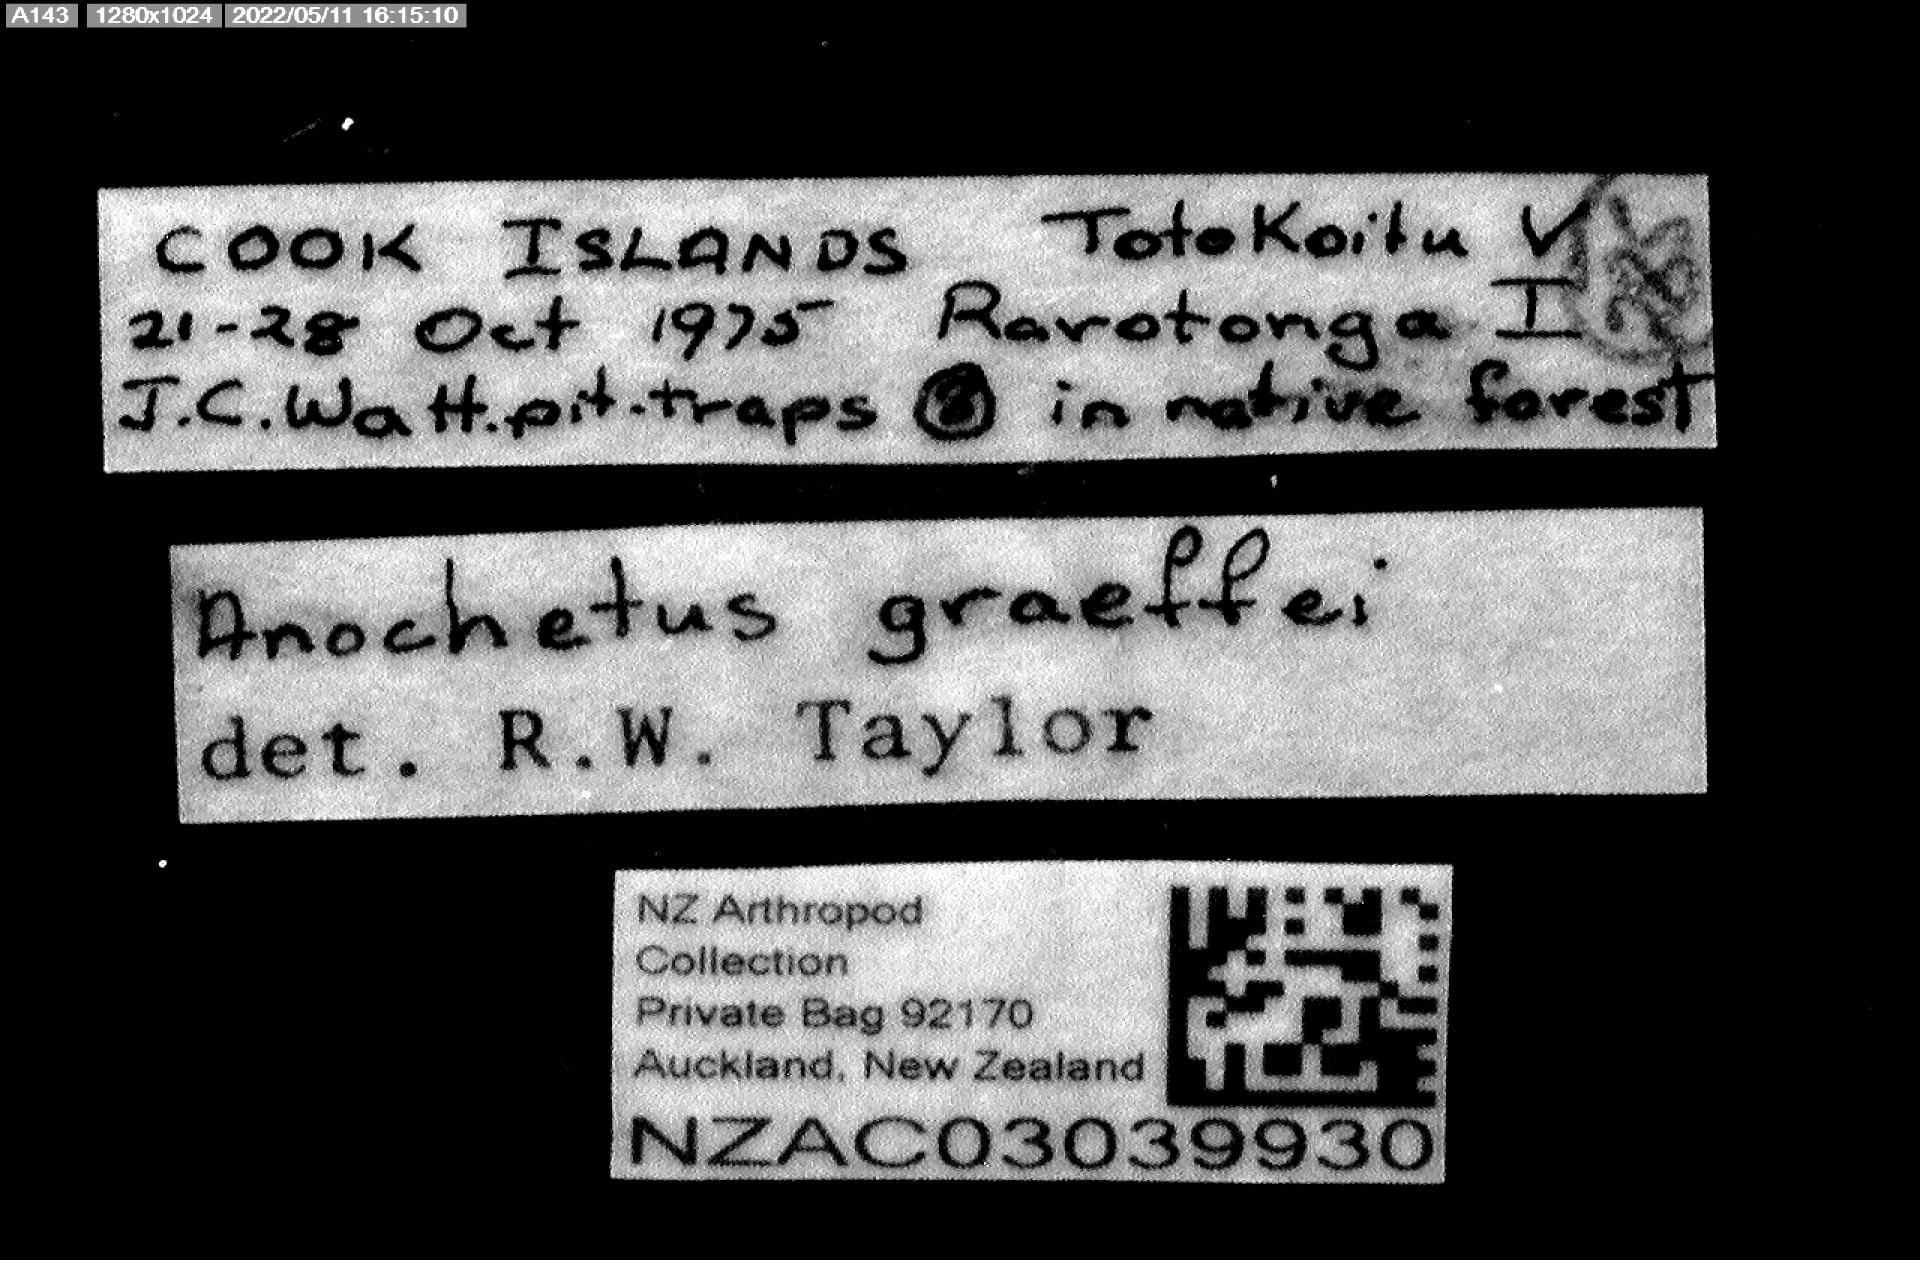 A143 1280x1024 2022/05/11 16:15:10
COOK ISLANDS Totokoitu V
21-28 Oct 1975 Rarotonga I
J.C.Watt.pit.traps in native forest
Anochetus graeffei
det. R.W. Taylor
NZ Arthropod
Collection
Private Bag 92170
Auckland, New Zealand
NZAC03039930